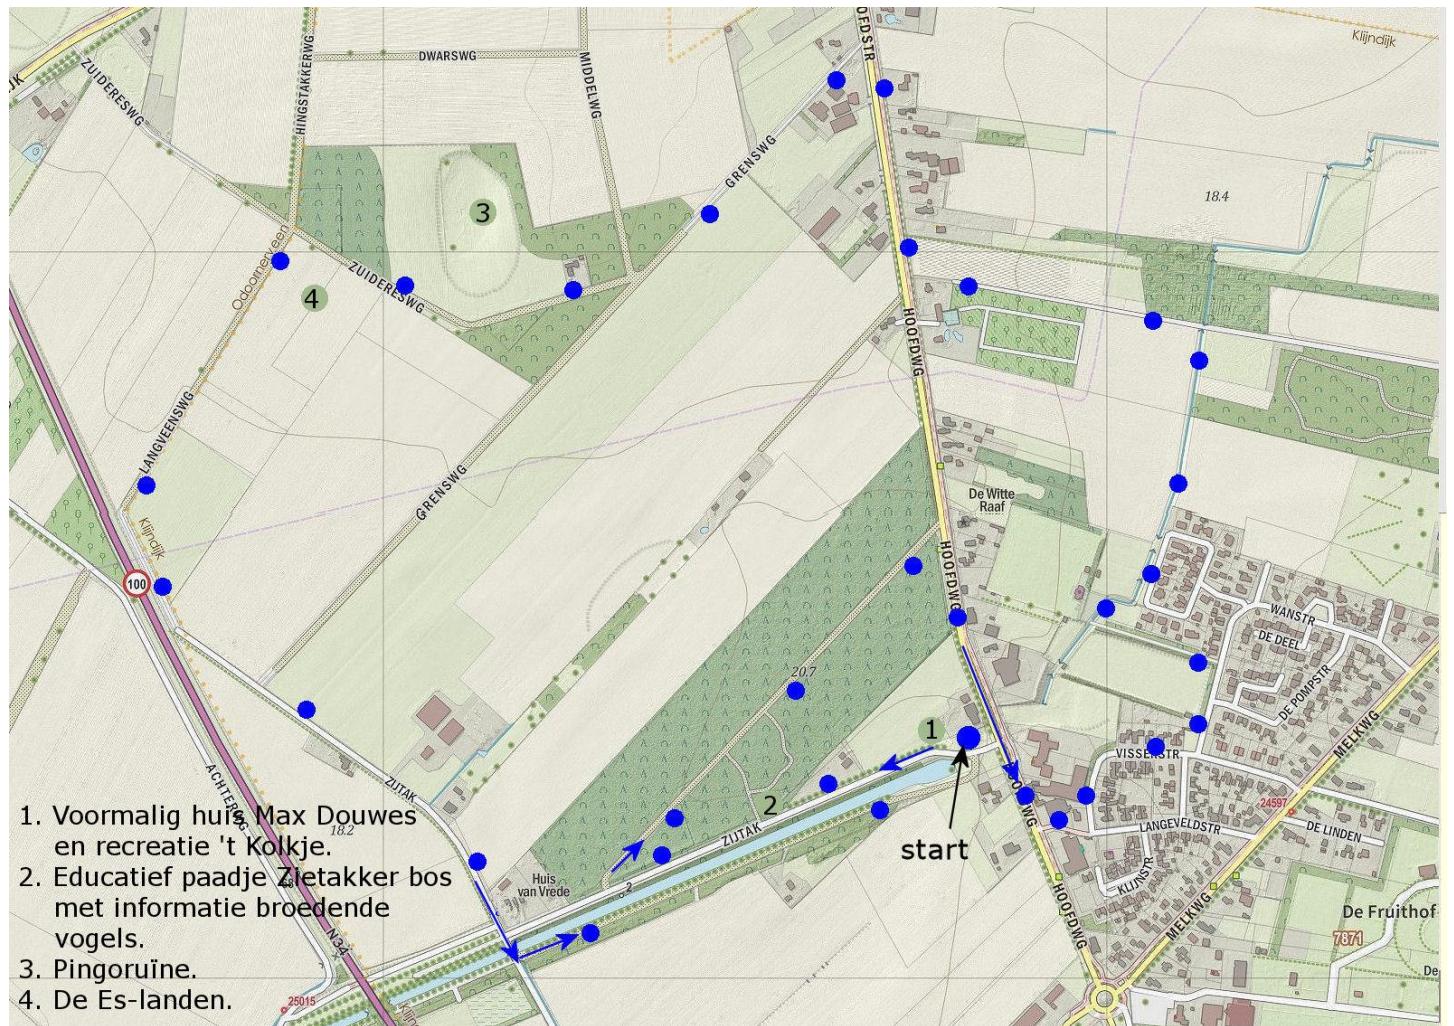 OFDSTR
Klijndijk
JK
ZUIDERESWG
HINGSTAKKERWG
DWARSWG
MIDDELWG
GRENSWG
18.4
3
Odoornerveen
4
ZUIDERESWG
HOOFDWG
LANGVEENSWG
GRENSWG
De Witte
Raaf
Klijndijk
HOOFDWG
100
WANSTR
DE DEEL
20.7
DE POMPSTR
1
MELKWG
VISSERSTR
ZIJTAK
ACHTERWG
24597
2
ZIJTAK
LANGEVELDSTR
DE LINDEN
start
18.2
KLIJNSTR
Huis
van Vrede
2
HOOFDWG
MELKWG
De Fruithof
7871
N34
De
25015
1. Voormalig huis Max Douwes
en recreatie 't Kolkje.
2. Educatief paadje Zietakker bos
met informatie broedende
vogels.
3. Pingoruïne.
4. De Es-landen.